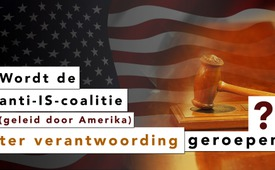 Wordt de
anti-IS-coalitie
(geleid door Amerika)
ter verantwoording geroepen
?